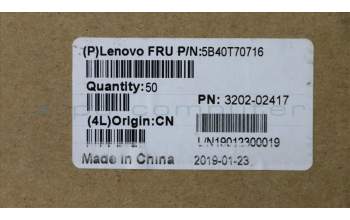 (P)Lenovo FRU P/N:5B40T70716
Quantity:50
PN: 3202-02417
(4L)Origin:CN
L/N19012300019
Made in China
2019-01-23